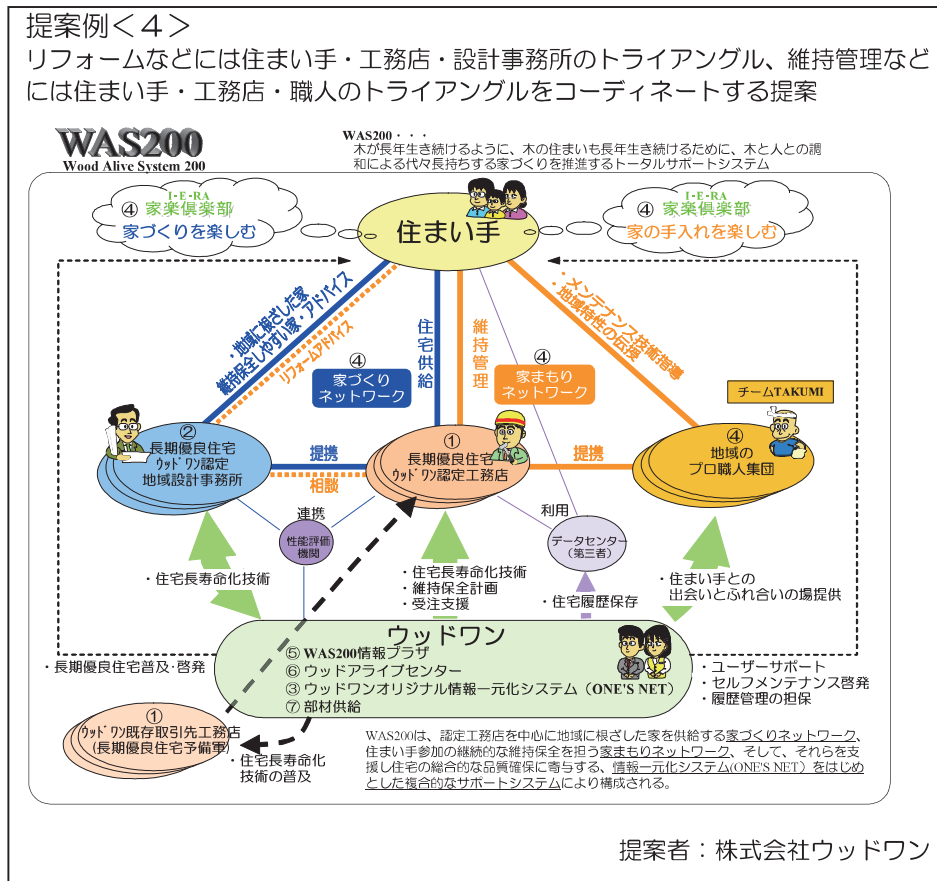 提案例＜４＞
リフォームなどには住まい手・工務店・設計事務所のトライアングル、維持管理など
には住まい手・工務店・職人のトライアングルをコーディネートする提案
WAS200
Wood Alive System 200
WAS200・・・
木が長年生き続けるように、木の住まいも長年生き続けるために、木と人との調
和による代々長持ちする家づくりを推進するトータルサポートシステム
I・E・RA
④ 家楽倶楽部
家づくりを楽しむ
住まい手
I・E・RA
④ 家楽倶楽部
家の手入れを楽しむ
・地域に根ざした家
維持保全しやすい家・アドバイス
リフォームアドバイス
住宅供給
維持管理
・メンテナンス技術指導
・地域特性の伝授
④
家づくり
ネットワーク
④
家まもり
ネットワーク
チームTAKUMI
②
長期優良住宅
ウッドワン認定
地域設計事務所
提携
相談
①
長期優良住宅
ウッドワン認定工務店
提携
④
地域の
プロ職人集団
連携
性能評価
機関
利用
データセンター
（第三者）
・住宅長寿命化技術
・住宅長寿命化技術
・維持保全計画
・受注支援
・住宅履歴保存
・住まい手との
出会いとふれ合いの場提供
ウッドワン
⑤ WAS200情報プラザ
⑥ ウッドアライブセンター
③ ウッドワンオリジナル情報一元化システム（ONE'S NET）
⑦ 部材供給
・長期優良住宅普及・啓発
・ユーザーサポート
・セルフメンテナンス啓発
・履歴管理の担保
①
ウッドワン既存取引先工務店
(長期優良住宅予備軍)
・住宅長寿命化
技術の普及
WAS200は、認定工務店を中心に地域に根ざした家を供給する家づくりネットワーク、
住まい手参加の継続的な維持保全を担う家まもりネットワーク、そして、それらを支
援し住宅の総合的な品質確保に寄与する、情報一元化システム(ONE'S NET）をはじめ
とした複合的なサポートシステムにより構成される。
提案者：株式会社ウッドワン